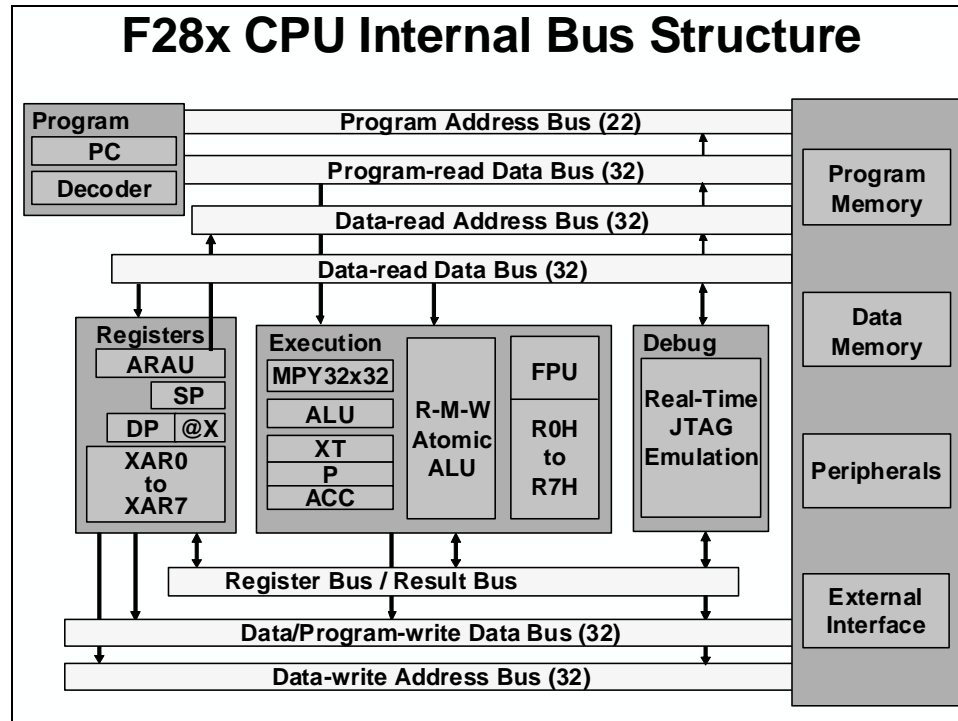 F28x CPU Internal Bus Structure
Program
PC
Decoder
Program Address Bus (22)
Program-read Data Bus (32)
Data-read Address Bus (32)
Data-read Data Bus (32)
Registers
ARAU
SP
DP
@X
XAR0
to
XAR7
Execution
MPY32x32
ALU
XT
P
ACC
R-M-W
Atomic
ALU
FPU
R0H
to
R7H
Debug
Real-Time
JTAG
Emulation
Register Bus / Result Bus
Data/Program-write Data Bus (32)
Data-write Address Bus (32)
Program
Memory
Data
Memory
Peripherals
External
Interface